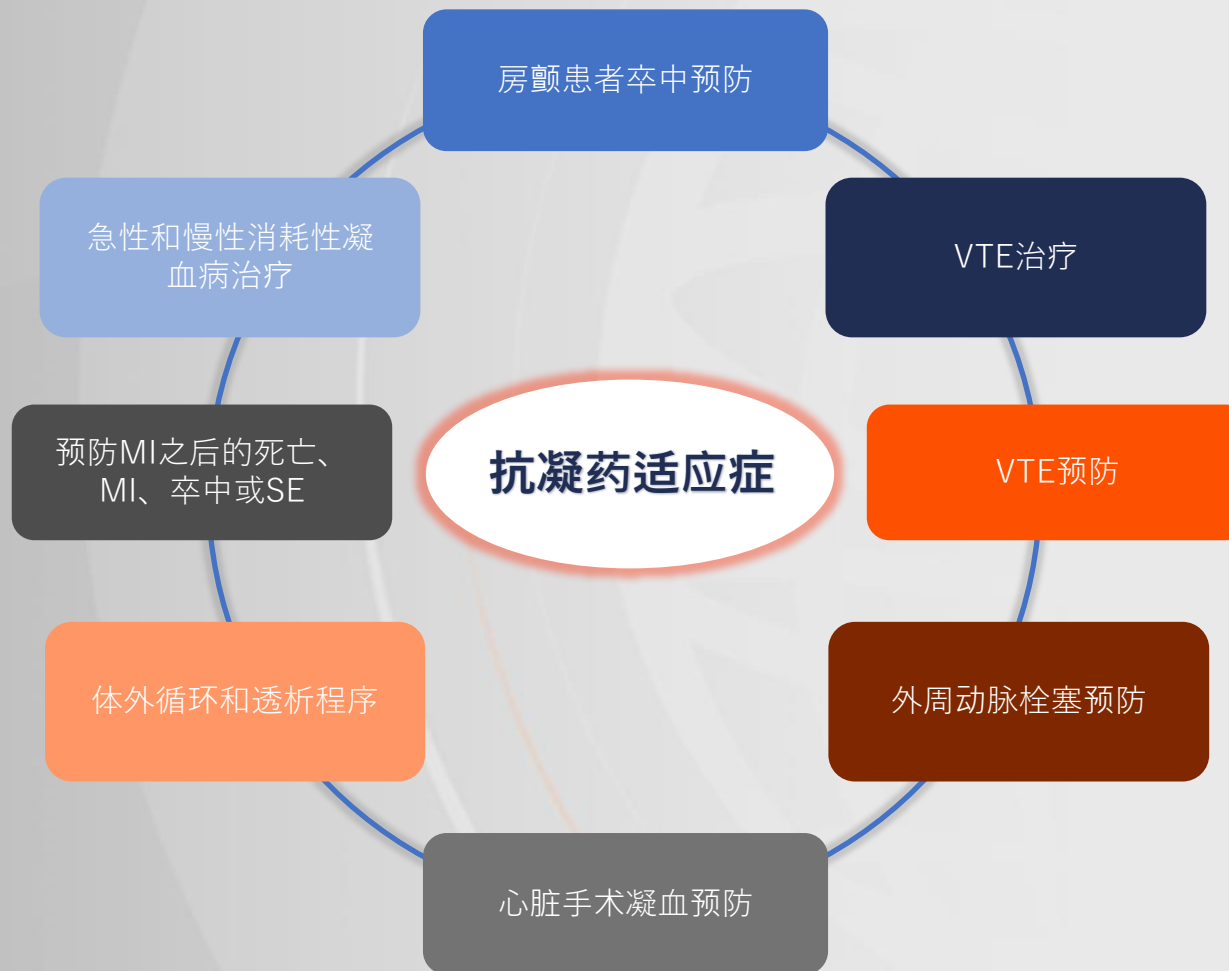 房颤患者卒中预防
急性和慢性消耗性凝
血病治疗
VTE治疗
预防MI之后的死亡、
MI、卒中或SE
抗凝药适应症
VTE预防
体外循环和透析程序
外周动脉栓塞预防
心脏手术凝血预防